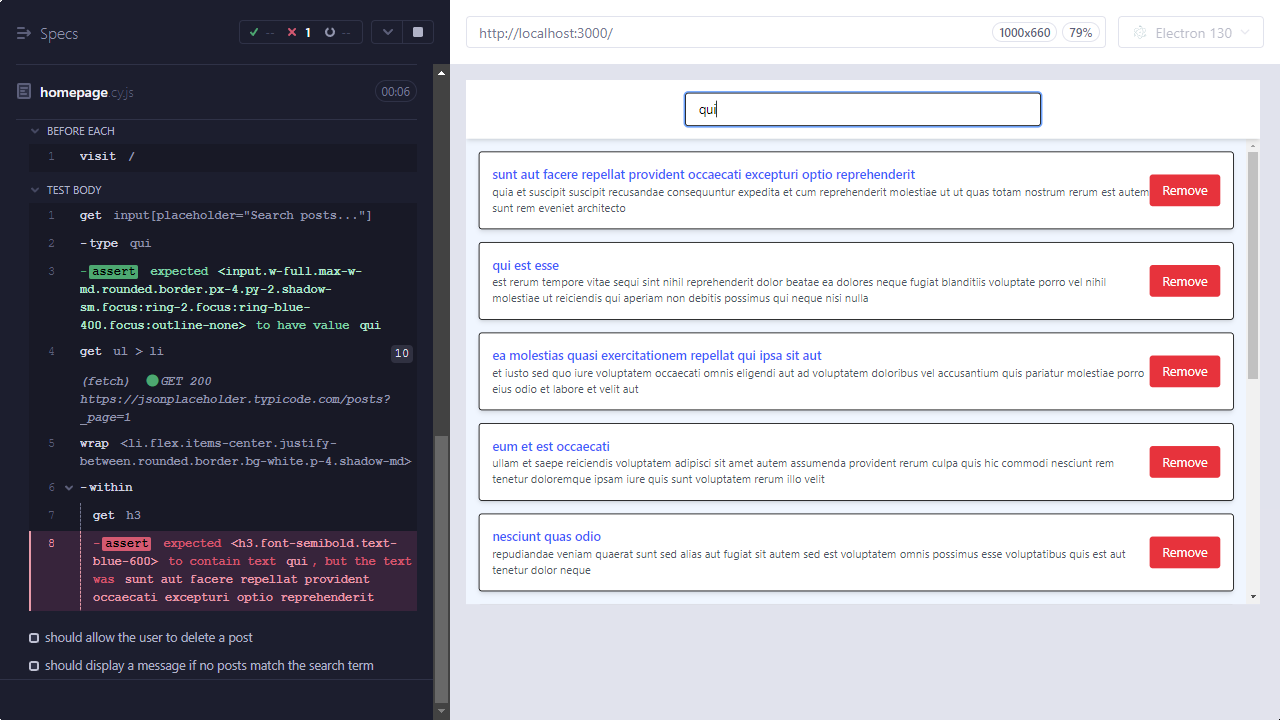 Specs
-- 1 --
homepage.cy.js
00:06
BEFORE EACH
1 visit /
TEST BODY
1 get input[placeholder="Search posts..."]
2 -type qui
3 -assert expected <input.w-full.max-w-
md.rounded.border.px-4.py-2.shadow-
sm.focus:ring-2.focus:ring-blue-
400.focus:outline-none> to have value qui
4 get ul > li 10
(fetch) GET 200
https://jsonplaceholder.typicode.com/posts?
_page=1
5 wrap <li.flex.items-center.justify-
between.rounded.border.bg-white.p-4.shadow-md>
6 -within
7 get h3
8 -assert expected <h3.font-semibold.text-
blue-600> to contain text qui, but the text
was sunt aut facere repellat provident
occaecati excepturi optio reprehenderit
should allow the user to delete a post
should display a message if no posts match the search term
http://localhost:3000/
1000x660
79%
Electron 130
qui
sunt aut facere repellat provident occaecati excepturi optio reprehenderit
quia et suscipit suscipit recusandae consequuntur expedita et cum reprehenderit molestiae ut ut quas totam nostrum rerum est autem
sunt rem eveniet architecto
Remove
qui est esse
est rerum tempore vitae sequi sint nihil reprehenderit dolor beatae ea dolores neque fugiat blanditiis voluptate porro vel nihil
molestiae ut reiciendis qui aperiam non debitis possimus qui neque nisi nulla
Remove
ea molestias quasi exercitationem repellat qui ipsa sit aut
et iusto sed quo iure voluptatem occaecati omnis eligendi aut ad voluptatem doloribus vel accusantium quis pariatur molestiae porro
eius odio et labore et velit aut
Remove
eum et est occaecati
ullam et saepe reiciendis voluptatem adipisci sit amet autem assumenda provident rerum culpa quis hic commodi nesciunt rem
tenetur doloremque ipsam iure quis sunt voluptatem rerum illo velit
Remove
nesciunt quas odio
repudiandae veniam quaerat sunt sed alias aut fugiat sit autem sed est voluptatem omnis possimus esse voluptatibus quis est aut
tenetur dolor neque
Remove